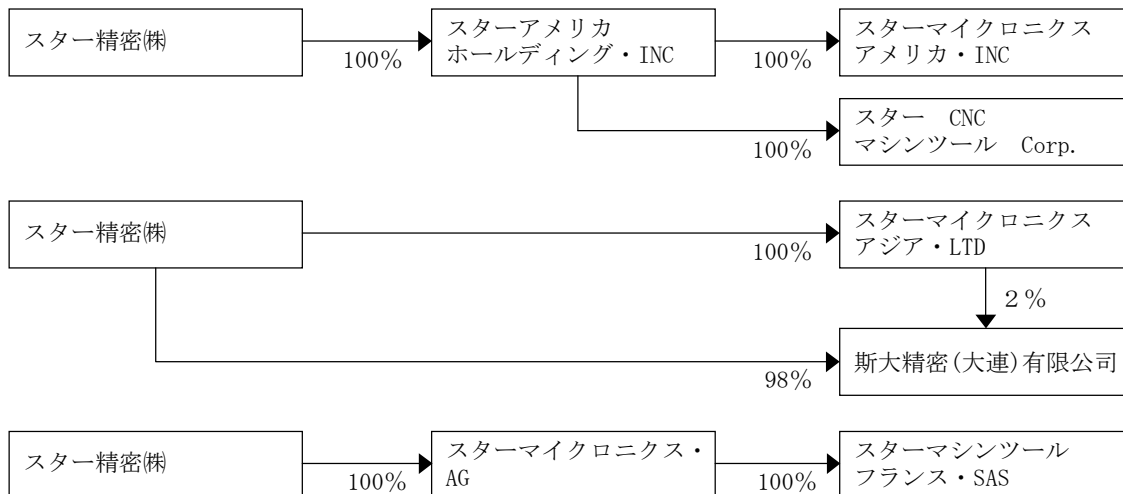 スター精密㈱
100%
スターアメリカ
ホールディング・INC
100%
スターマイクロニクス
アメリカ・INC
100%
スター　CNC
マシンツール　Corp.
スター精密㈱
100%
スターマイクロニクス
アジア・LTD
２％
98%
斯大精密(大連)有限公司
スター精密㈱
100%
スターマイクロニクス・
AG
100%
スターマシンツール
フランス・SAS